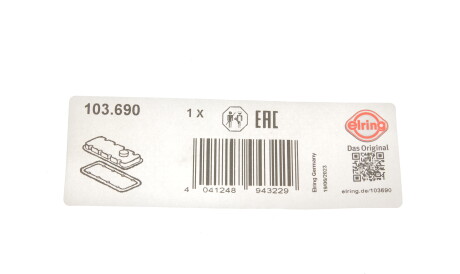 103.690
1 X
EAC
elring
Das Original
4 041248 943229
Elring Germany
elring.de/103690